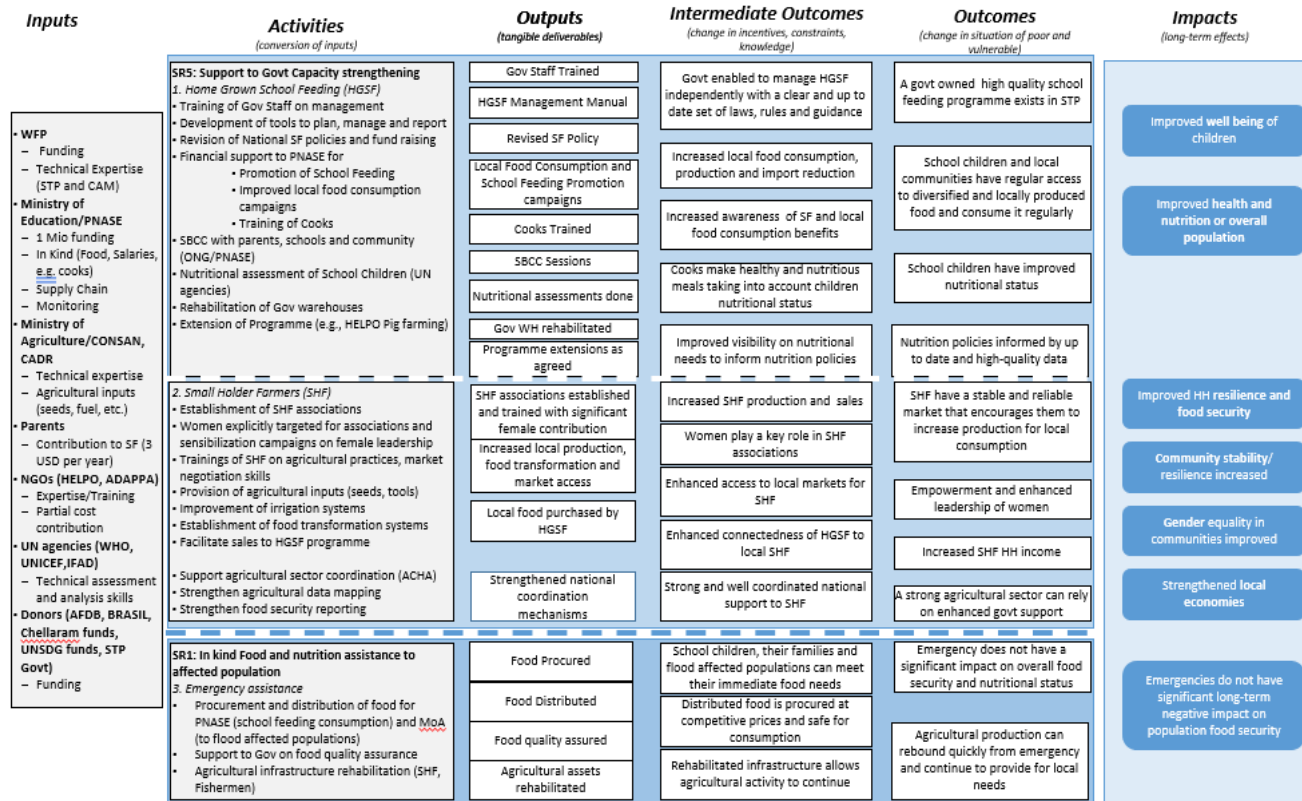 Inputs
Activities
(conversion of inputs)
Outputs
(tangible deliverables)
Intermediate Outcomes
(change in incentives, constraints,
knowledge)
Outcomes
(change in situation of poor and
vulnerable)
Impacts
(long-term effects)
▪ WFP
– Funding
– Technical Expertise
(STP and CAM)
▪ Ministry of
Education/PNASE
– 1 Mio funding
– In Kind (Food, Salaries,
e.g. cooks)
– Supply Chain
– Monitoring
▪ Ministry of
Agriculture/CONSAN,
CADR
– Technical expertise
– Agricultural inputs
(seeds, fuel, etc.)
▪ Parents
– Contribution to SF (3
USD per year)
▪ NGOs (HELPO, ADAPPA)
– Expertise/Training
– Partial cost
contribution
▪ UN agencies (WHO,
UNICEF,IFAD)
– Technical assessment
and analysis skills
▪ Donors (AFDB, BRASIL,
Chellaram funds,
UNSDG funds, STP
Govt)
– Funding
SR5: Support to Govt Capacity strengthening
1. Home Grown School Feeding (HGSF)
▪ Training of Gov Staff on management
▪ Development of tools to plan, manage and report
▪ Revision of National SF policies and fund raising
▪ Financial support to PNASE for
▪ Promotion of School Feeding
▪ Improved local food consumption
campaigns
▪ Training of Cooks
▪ SBCC with parents, schools and community
(ONG/PNASE)
▪ Nutritional assessment of School Children (UN
agencies)
▪ Rehabilitation of Gov warehouses
▪ Extension of Programme (e.g., HELPO Pig farming)
Gov Staff Trained
HGSF Management Manual
Revised SF Policy
Local Food Consumption and
School Feeding Promotion
campaigns
Cooks Trained
SBCC Sessions
Nutritional assessments done
Gov WH rehabilitated
Programme extensions as
agreed
Govt enabled to manage HGSF
independently with a clear and up to
date set of laws, rules and guidance
Increased local food consumption,
production and import reduction
Increased awareness of SF and local
food consumption benefits
Cooks make healthy and nutritious
meals taking into account children
nutritional status
Improved visibility on nutritional
needs to inform nutrition policies
A govt owned high quality school
feeding programme exists in STP
School children and local
communities have regular access
to diversified and locally produced
food and consume it regularly
School children have improved
nutritional status
Nutrition policies informed by up
to date and high-quality data
2. Small Holder Farmers (SHF)
▪ Establishment of SHF associations
▪ Women explicitly targeted for associations and
sensibilization campaigns on female leadership
▪ Trainings of SHF on agricultural practices, market
negotiation skills
▪ Provision of agricultural inputs (seeds, tools)
▪ Improvement of irrigation systems
▪ Establishment of food transformation systems
▪ Facilitate sales to HGSF programme
▪ Support agricultural sector coordination (ACHA)
▪ Strengthen agricultural data mapping
▪ Strengthen food security reporting
SHF associations established
and trained with significant
female contribution
Increased local production,
food transformation and
market access
Local food purchased by
HGSF
Strengthened national
coordination mechanisms
Increased SHF production and sales
Women play a key role in SHF
associations
Enhanced access to local markets for
SHF
Enhanced connectedness of HGSF to
local SHF
Strong and well coordinated national
support to SHF
SHF have a stable and reliable
market that encourages them to
increase production for local
consumption
Empowerment and enhanced
leadership of women
Increased SHF HH income
A strong agricultural sector can rely
on enhanced govt support
SR1: In kind Food and nutrition assistance to
affected population
3. Emergency assistance
▪ Procurement and distribution of food for
PNASE (school feeding consumption) and MoA
(to flood affected populations)
▪ Support to Gov on food quality assurance
▪ Agricultural infrastructure rehabilitation (SHF,
Fishermen)
Food Procured
Food Distributed
Food quality assured
Agricultural assets
rehabilitated
School children, their families and
flood affected populations can meet
their immediate food needs
Distributed food is procured at
competitive prices and safe for
consumption
Rehabilitated infrastructure allows
agricultural activity to continue
Emergency does not have a
significant impact on overall food
security and nutritional status
Agricultural production can
rebound quickly from emergency
and continue to provide for local
needs
Improved well being of
children
Improved health and
nutrition or overall
population
Improved HH resilience and
food security
Community stability/
resilience increased
Gender equality in
communities improved
Strengthened local
economies
Emergencies do not have
significant long-term
negative impact on
population food security